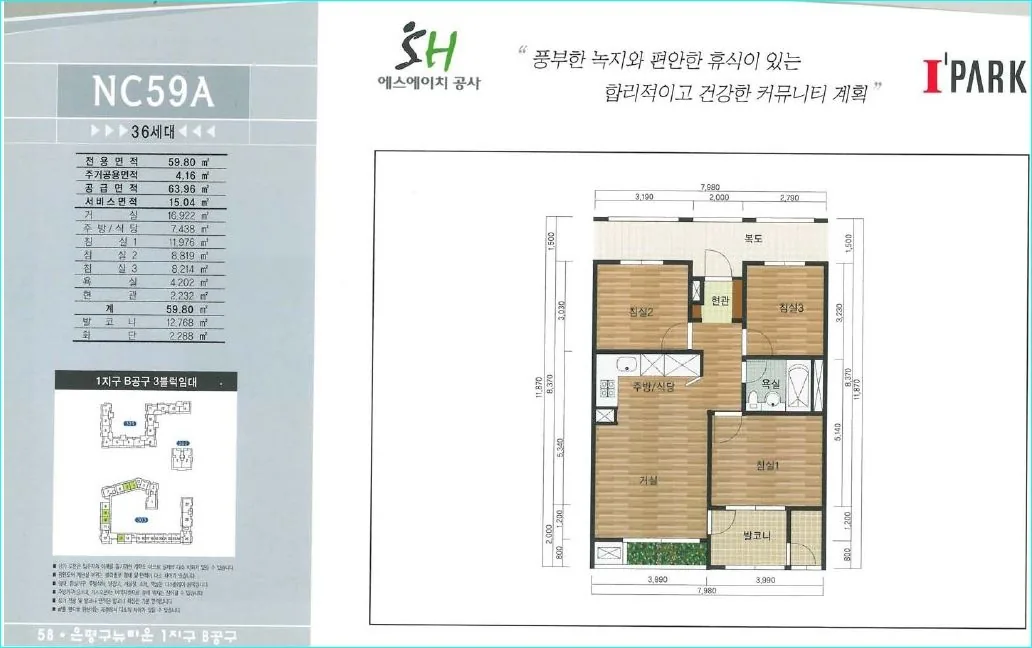 NC59A
▶▶▶36세대◀◀◀
전 용 면 적 59.80 ㎡
주거공용면적 4.16 ㎡
공 급 면 적 63.96 ㎡
서비스면적 15.04 ㎡
거 실 16.922 ㎡
주 방/식 당 7.438 ㎡
침 실 1 11.976 ㎡
침 실 2 8.819 ㎡
침 실 3 8.214 ㎡
욕 실 4.202 ㎡
현 관 2.232 ㎡
계 59.80 ㎡
발 코 니 12.768 ㎡
화 단 2.288 ㎡
1지구 B공구 3블럭임대
303
58 • 은평구뉴타운 1지구 B공구
SH
에스에이치 공사
“ 풍부한 녹지와 편안한 휴식이 있는
합리적이고 건강한 커뮤니티 계획 ”
I'PARK
7,980
3,190 2,000 2,790
복도
1,500 1,500
현관
침실2 침실3
3,030 3,230
주방/식당 욕실
11,870 8,370 8,370 11,870
5,340 5,140
거실 침실1
발코니
2,000 1,200 1,200
800 800
3,990 3,990
7,980